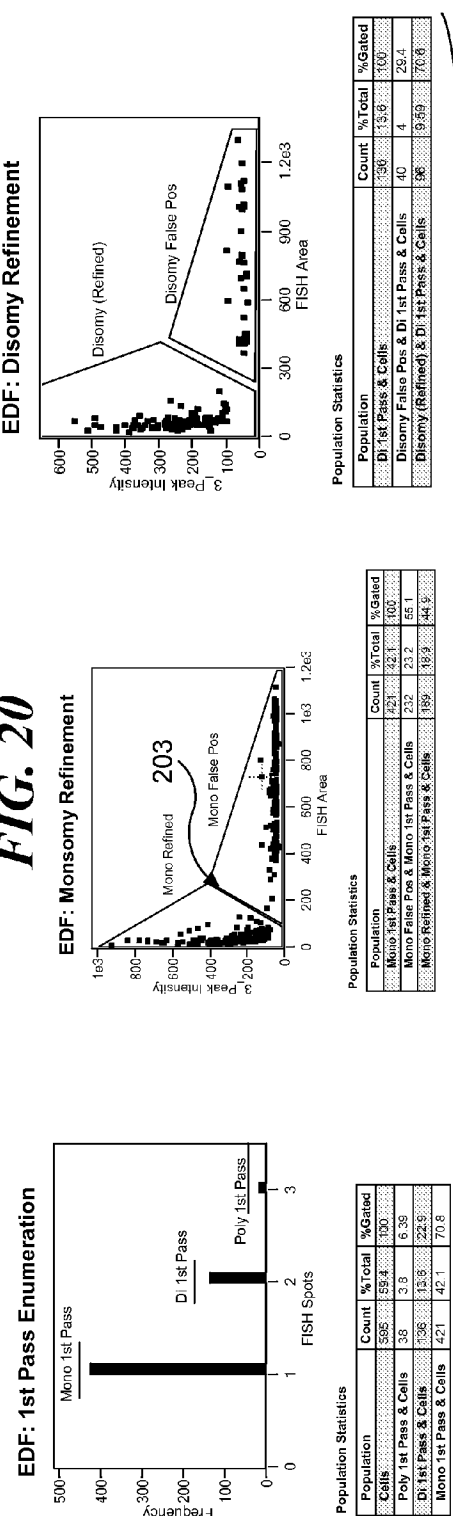 FIG. 20
EDF: 1st Pass Enumeration
500
400
300
200
100
0
Frequency
Mono 1st Pass
Di 1st Pass
Poly 1st Pass
0
1
2
3
FISH Spots
Population Statistics
Population Count %Total %Gated
Cells 595 59.4 100
Poly 1st Pass & Cells 38 3.8 6.39
Di 1st Pass & Cells 136 13.6 22.9
Mono 1st Pass & Cells 421 42.1 70.8
EDF: Monsomy Refinement
203
1e3
800
600
400
200
0
3_Peak Intensity
Mono Refined
Mono False Pos
0
200
400
600
800
1e3
1.2e3
FISH Area
Population Statistics
Population Count %Total %Gated
Mono 1st Pass & Cells 421 42.1 100
Mono False Pos & Mono 1st Pass & Cells 232 23.2 55.1
Mono Refined & Mono 1st Pass & Cells 189 18.9 44.9
EDF: Disomy Refinement
600
500
400
300
200
100
0
3_Peak Intensity
Disomy (Refined)
Disomy False Pos
0
300
600
900
1.2e3
FISH Area
Population Statistics
Population Count %Total %Gated
Di 1st Pass & Cells 136 13.6 100
Disomy False Pos & Di 1st Pass & Cells 40 4 29.4
Disomy (Refined) & Di 1st Pass & Cells 96 9.59 70.6